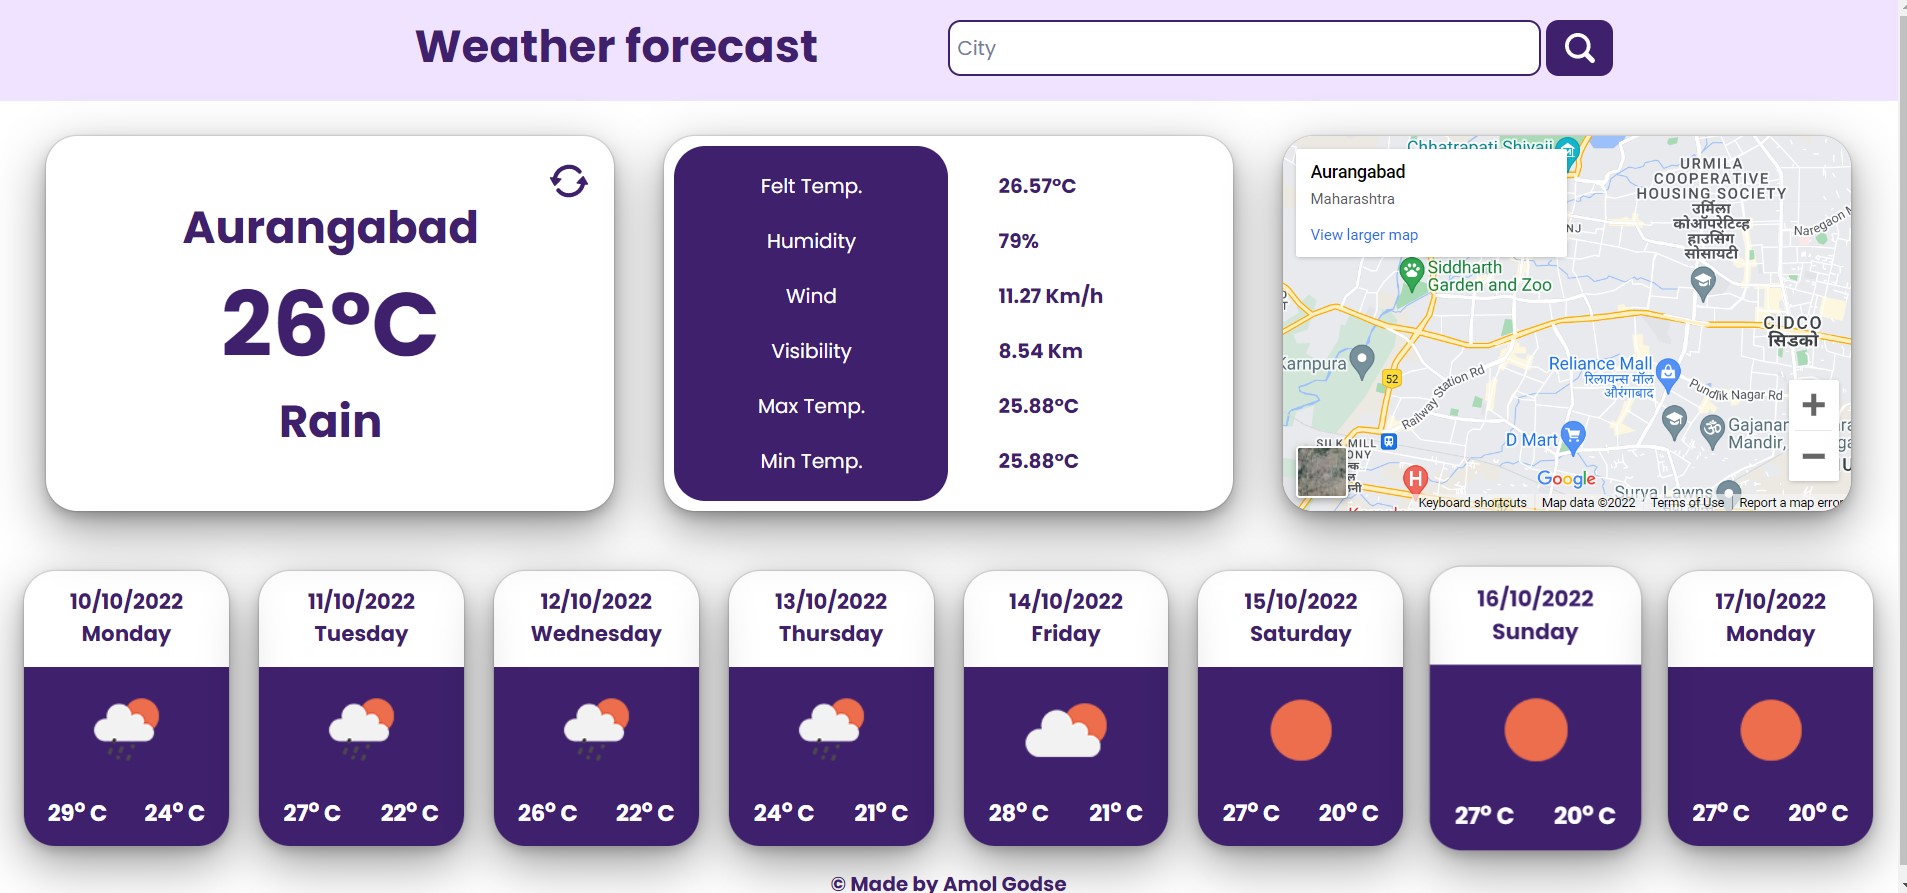 Weather forecast
City
Aurangabad
26°C
Rain
Felt Temp. 26.57°C
Humidity 79%
Wind 11.27 Km/h
Visibility 8.54 Km
Max Temp. 25.88°C
Min Temp. 25.88°C
Chhatrapati Shivaji
Aurangabad
Maharashtra
View larger map
NJ
URMILA
COOPERATIVE
HOUSING SOCIETY
उर्मिला
कोऑपरेटिव्ह
हाउसिंग
सोसायटी
Naregaon
Siddharth
Garden and Zoo
CIDCO
सिडको
Karnpura
52
Railway Station Rd
Reliance Mall
रिलायन्स मॉल
औरंगाबाद
Pundlik Nagar Rd
D Mart
Gajanan
Mandir,
SILK MILL
ONY
H
Google
Surya Lawns
Keyboard shortcuts Map data ©2022 Terms of Use Report a map error
10/10/2022
Monday
29° C 24° C
11/10/2022
Tuesday
27° C 22° C
12/10/2022
Wednesday
26° C 22° C
13/10/2022
Thursday
24° C 21° C
14/10/2022
Friday
28° C 21° C
15/10/2022
Saturday
27° C 20° C
16/10/2022
Sunday
27° C 20° C
17/10/2022
Monday
27° C 20° C
© Made by Amol Godse